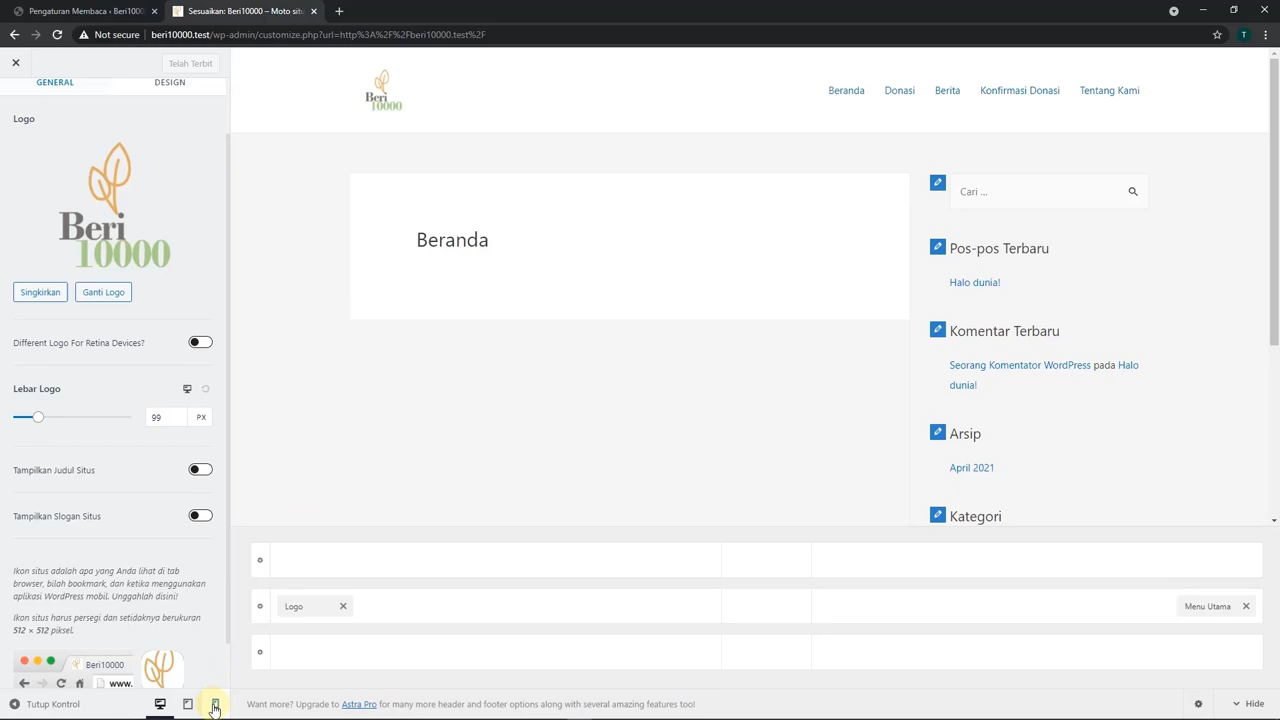 Pengaturan Membaca ‹ Beri10000
Sesuaikan: Beri10000 – Moto situ
Not secure
beri10000.test/wp-admin/customize.php?url=http%3A%2F%2Fberi10000.test%2F
T
Telah Terbit
GENERAL
DESIGN
Logo
Beri
10000
Singkirkan
Ganti Logo
Different Logo For Retina Devices?
Lebar Logo
99
PX
Tampilkan Judul Situs
Tampilkan Slogan Situs
Ikon situs adalah apa yang Anda lihat di tab
browser, bilah bookmark, dan ketika menggunakan
aplikasi WordPress mobil. Unggahlah disini!
Ikon situs harus persegi dan setidaknya berukuran
512 × 512 piksel.
Beri10000
www.
Tutup Kontrol
Beri
10000
Beranda
Donasi
Berita
Konfirmasi Donasi
Tentang Kami
Beranda
Cari ...
Pos-pos Terbaru
Halo dunia!
Komentar Terbaru
Seorang Komentator WordPress pada Halo
dunia!
Arsip
April 2021
Kategori
Logo
Menu Utama
Want more? Upgrade to Astra Pro for many more header and footer options along with several amazing features too!
Hide